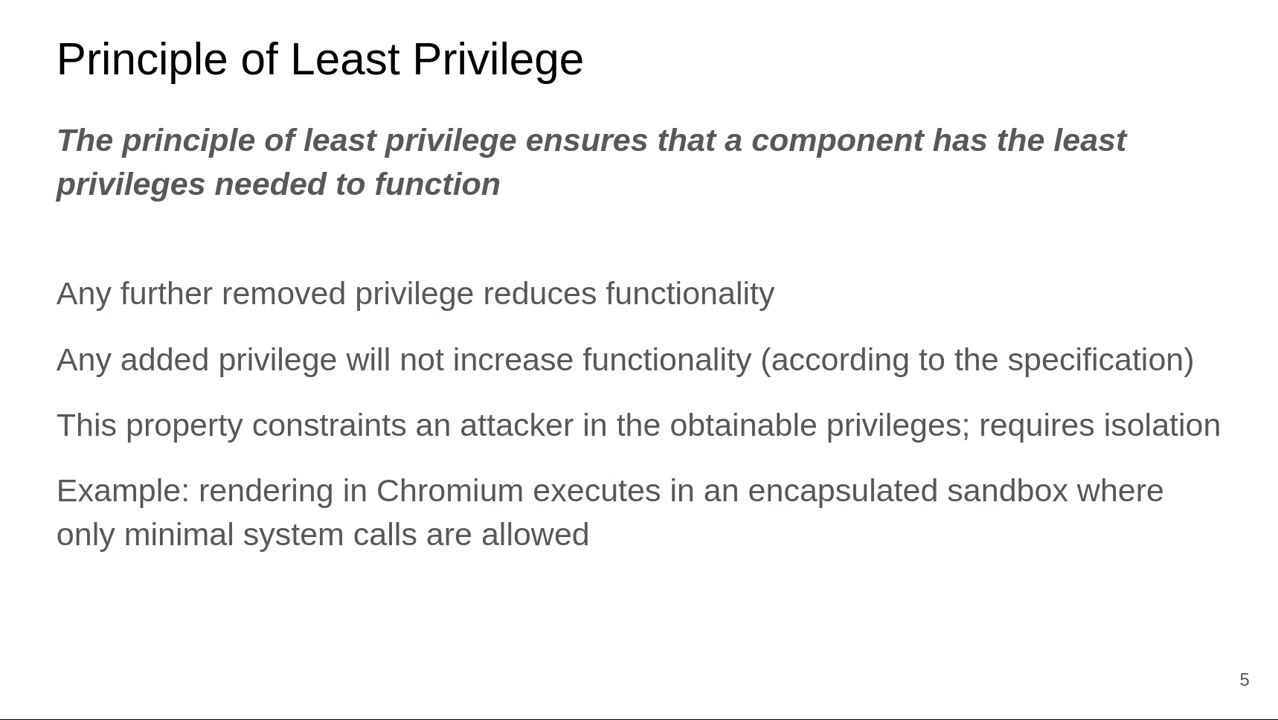 Principle of Least Privilege
The principle of least privilege ensures that a component has the least
privileges needed to function
Any further removed privilege reduces functionality
Any added privilege will not increase functionality (according to the specification)
This property constraints an attacker in the obtainable privileges; requires isolation
Example: rendering in Chromium executes in an encapsulated sandbox where
only minimal system calls are allowed
5